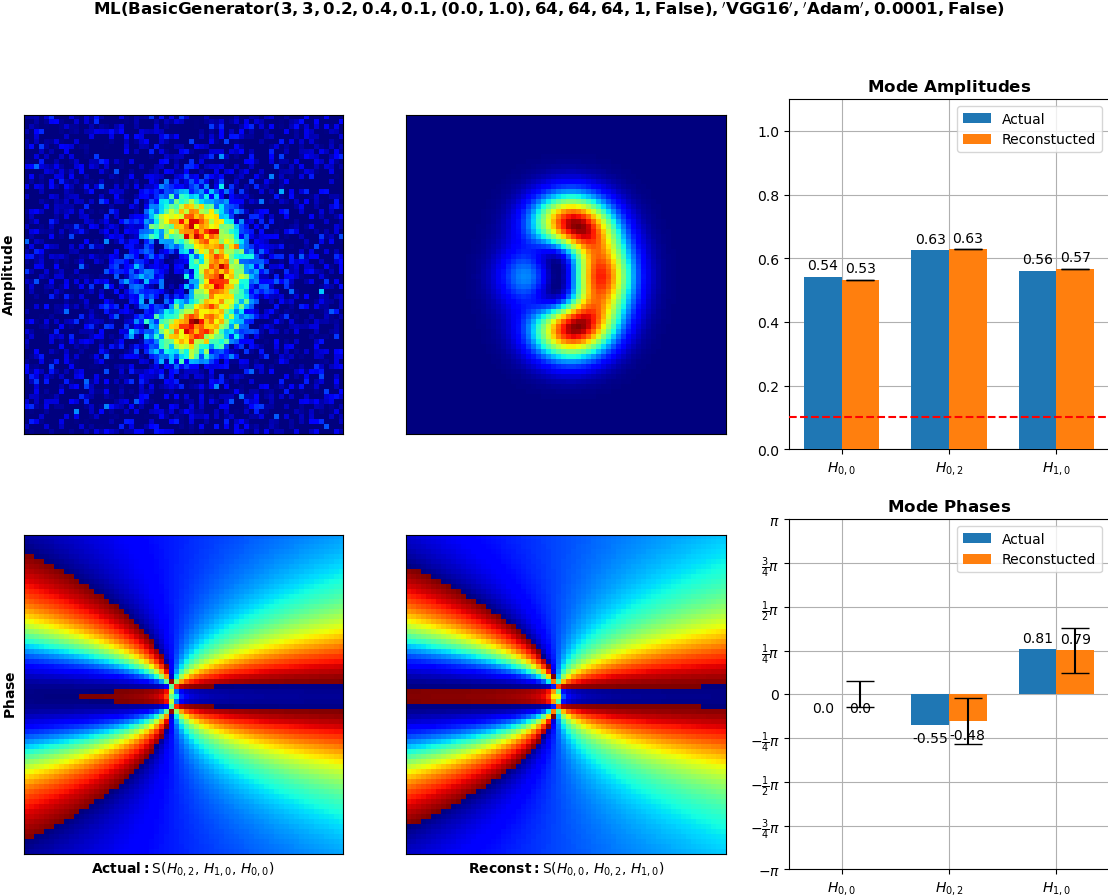 ML(BasicGenerator(3, 3, 0.2, 0.4, 0.1, (0.0, 1.0), 64, 64, 64, 1, False), ′VGG16′, ′Adam′, 0.0001, False)
Amplitude
Mode Amplitudes
Actual
Reconstucted
1.0
0.8
0.6
0.4
0.2
0.0
0.54
0.53
0.63
0.63
0.56
0.57
H0,0
H0,2
H1,0
Phase
Actual: S(H0,2, H1,0, H0,0)
Reconst: S(H0,0, H0,2, H1,0)
Mode Phases
Actual
Reconstucted
π
3/4π
1/2π
1/4π
0
−1/4π
−1/2π
−3/4π
−π
0.0
0.0
-0.55
-0.48
0.81
0.79
H0,0
H0,2
H1,0